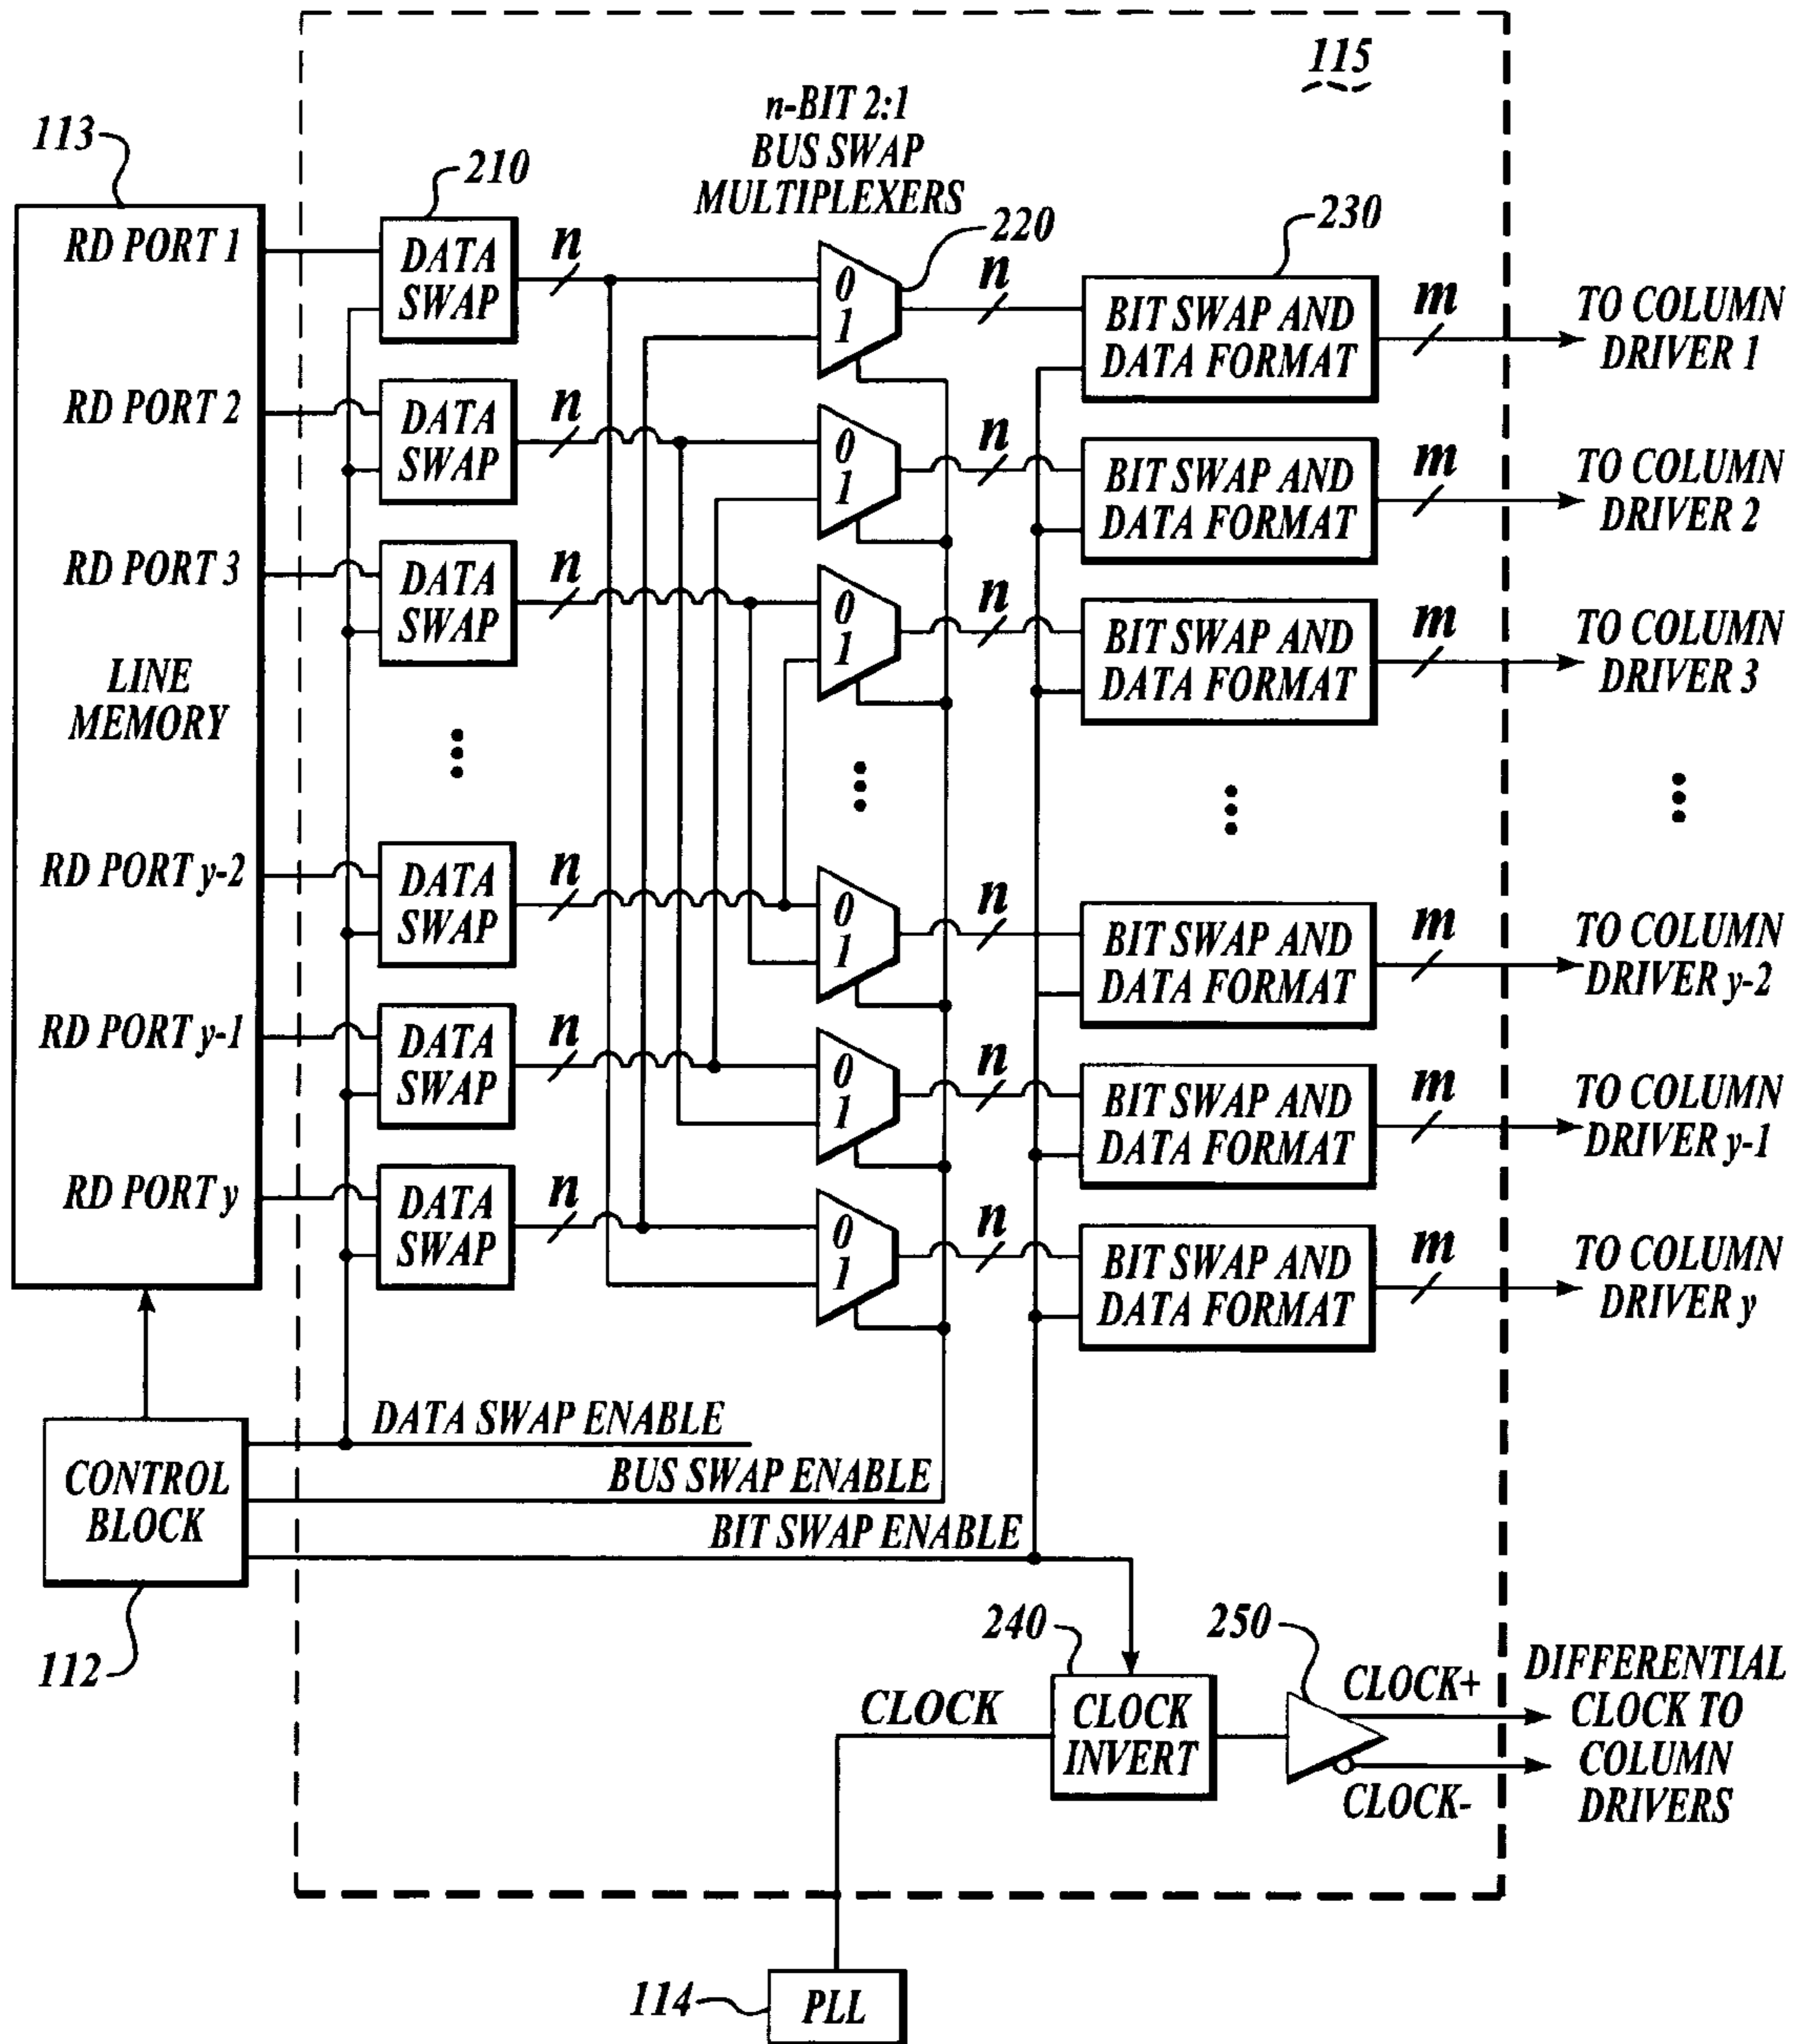 115
n-BIT 2:1
BUS SWAP
MULTIPLEXERS
113
210
220
230
RD PORT 1
DATA
SWAP
n
0
1
n
BIT SWAP AND
DATA FORMAT
m
TO COLUMN
DRIVER 1
RD PORT 2
DATA
SWAP
n
0
1
n
BIT SWAP AND
DATA FORMAT
m
TO COLUMN
DRIVER 2
RD PORT 3
DATA
SWAP
n
0
1
n
BIT SWAP AND
DATA FORMAT
m
TO COLUMN
DRIVER 3
LINE
MEMORY
RD PORT y-2
DATA
SWAP
n
0
1
n
BIT SWAP AND
DATA FORMAT
m
TO COLUMN
DRIVER y-2
RD PORT y-1
DATA
SWAP
n
0
1
n
BIT SWAP AND
DATA FORMAT
m
TO COLUMN
DRIVER y-1
RD PORT y
DATA
SWAP
n
0
1
n
BIT SWAP AND
DATA FORMAT
m
TO COLUMN
DRIVER y
CONTROL
BLOCK
112
DATA SWAP ENABLE
BUS SWAP ENABLE
BIT SWAP ENABLE
240
250
CLOCK
CLOCK
INVERT
CLOCK+
CLOCK-
DIFFERENTIAL
CLOCK TO
COLUMN
DRIVERS
114
PLL